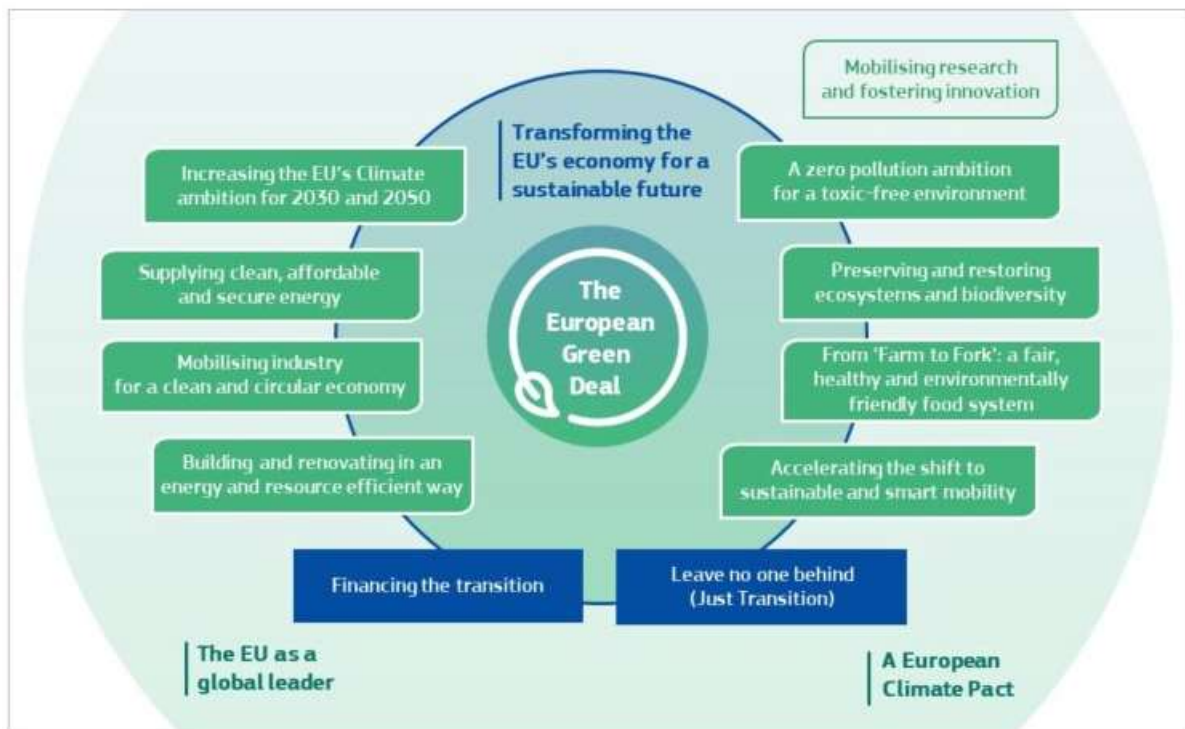 Mobilising research
and fostering innovation
Transforming the
EU's economy for a
sustainable future
Increasing the EU's Climate
ambition for 2030 and 2050
A zero pollution ambition
for a toxic-free environment
Supplying clean, affordable
and secure energy
Preserving and restoring
ecosystems and biodiversity
The
European
Green
Deal
Mobilising industry
for a clean and circular economy
From 'Farm to Fork': a fair,
healthy and environmentally
friendly food system
Building and renovating in an
energy and resource efficient way
Accelerating the shift to
sustainable and smart mobility
Financing the transition
Leave no one behind
(Just Transition)
The EU as a
global leader
A European
Climate Pact